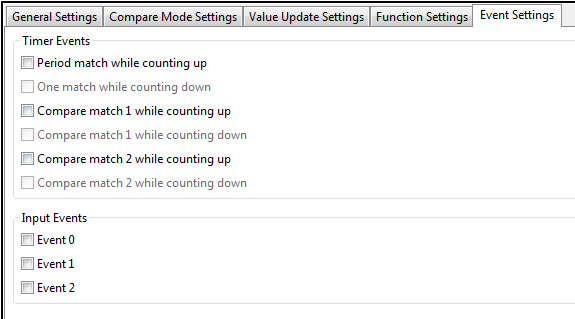 General Settings Compare Mode Settings Value Update Settings Function Settings Event Settings
Timer Events
Period match while counting up
One match while counting down
Compare match 1 while counting up
Compare match 1 while counting down
Compare match 2 while counting up
Compare match 2 while counting down
Input Events
Event 0
Event 1
Event 2